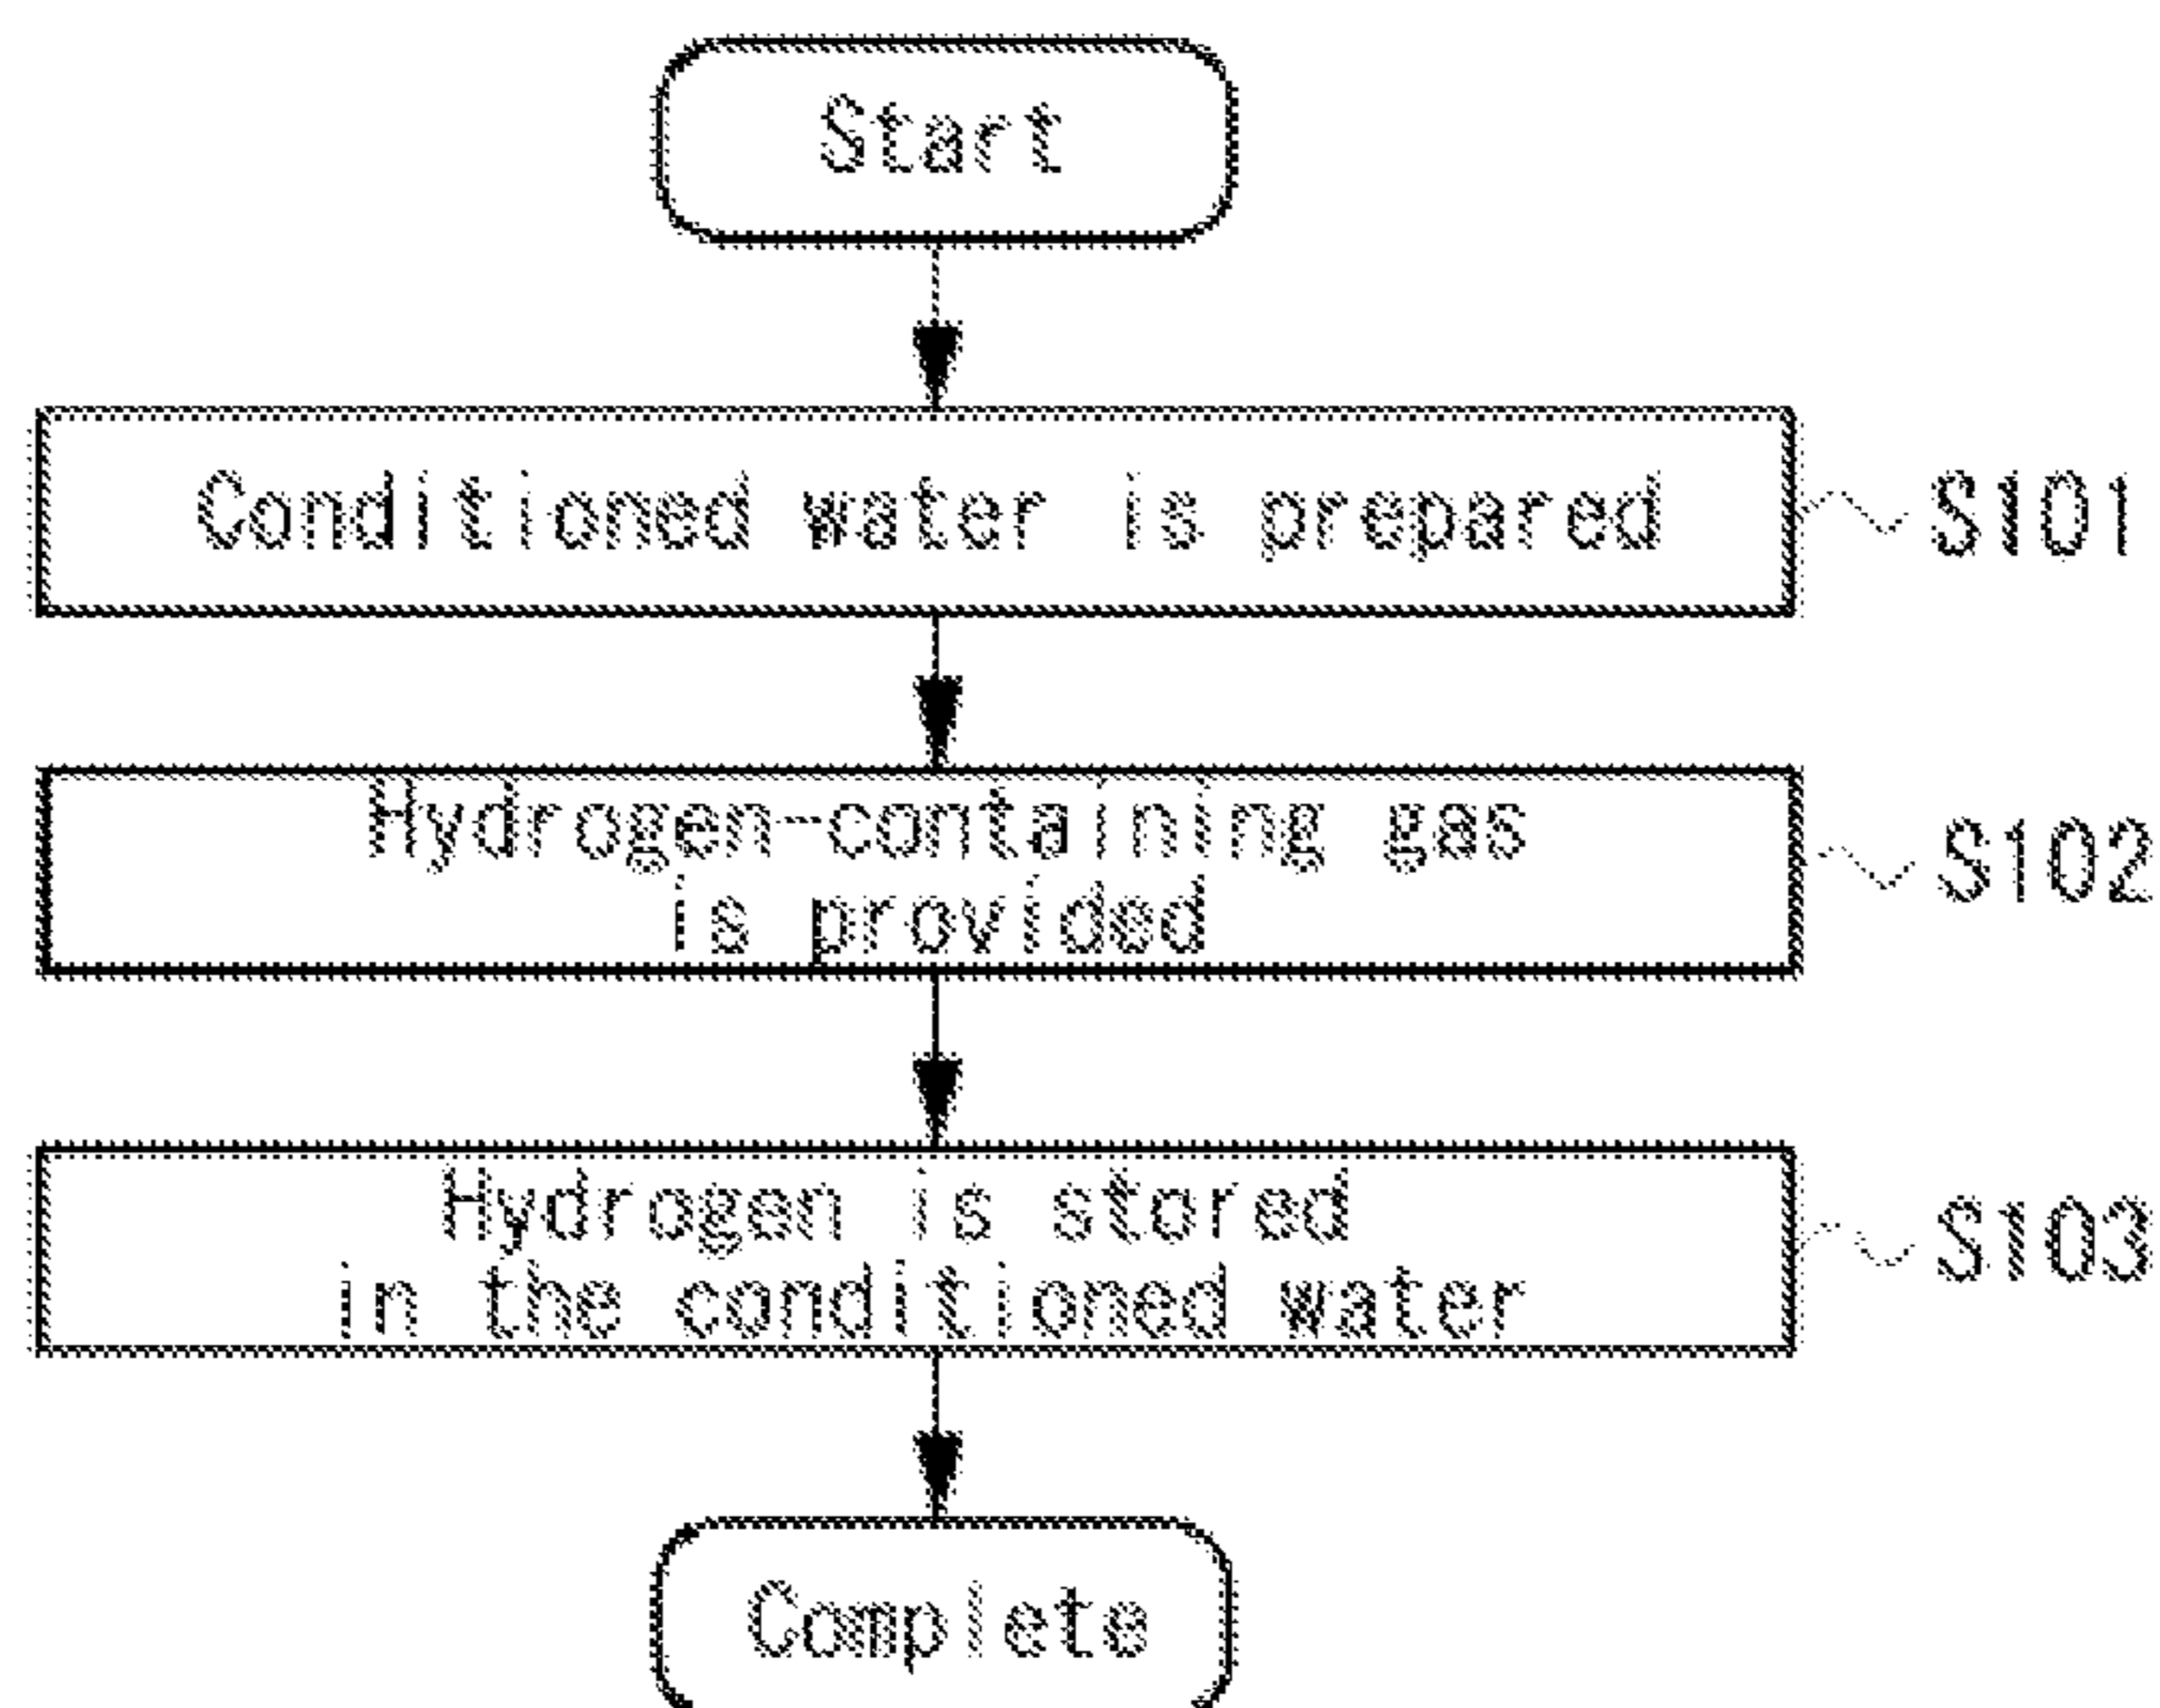 Start
Conditioned water is prepared
S101
Hydrogen-containing gas
is provided
S102
Hydrogen is stored
in the conditioned water
S103
Complete